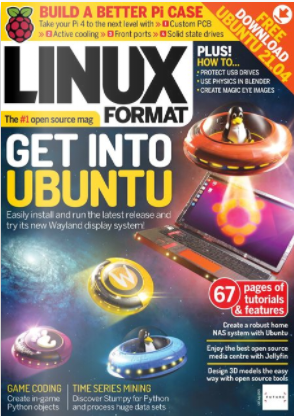 BUILD A BETTER Pi CASE
Take your Pi 4 to the next level with » 1 Custom PCB
» 2 Active cooling » 3 Front ports » 4 Solid state drives
FREE
DOWNLOAD
UBUNTU 21.04
LINUX
FORMAT
The #1 open source mag
PLUS!
HOW TO...
• PROTECT USB DRIVES
• USE PHYSICS IN BLENDER
• CREATE MAGIC EYE IMAGES
GET INTO
UBUNTU
Easily install and run the latest release and
try its new Wayland display system!
W
67 pages of
tutorials
& features
Create a robust home
NAS system with Ubuntu
Enjoy the best open source
media centre with Jellyfin
Design 3D models the easy
way with open source tools
GAME CODING
Create in-game
Python objects
TIME SERIES MINING
Discover Stumpy for Python
and process huge data sets
FUTURE